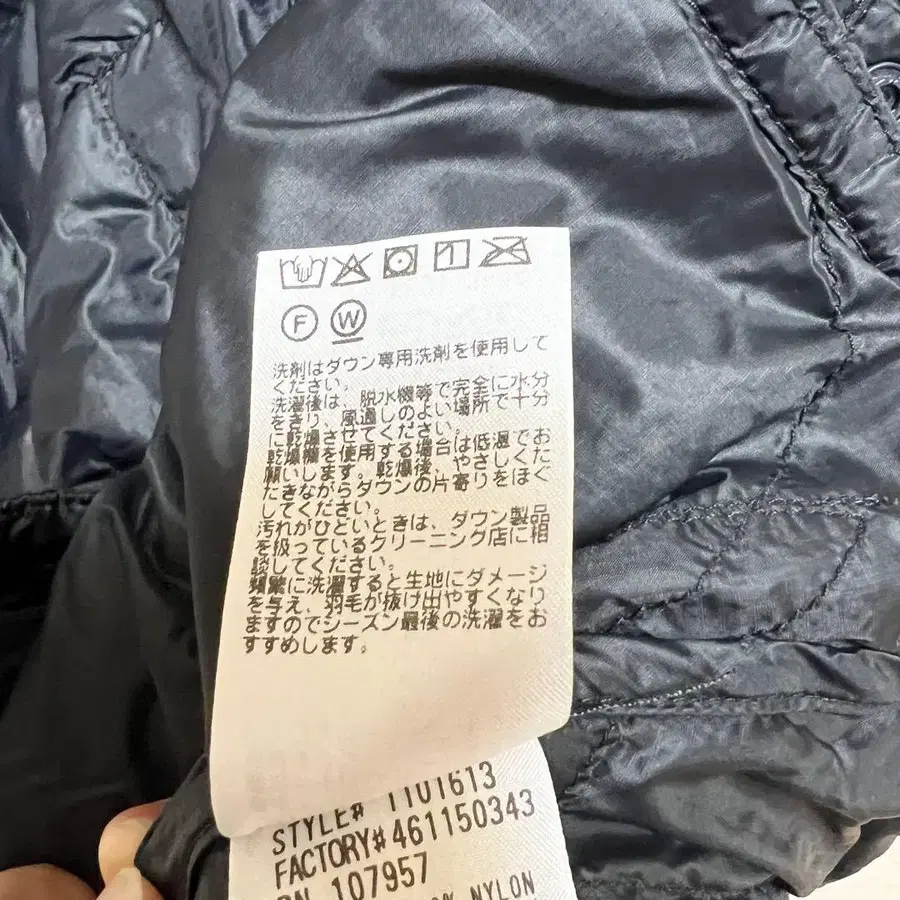 F W
洗剤はダウン専用洗剤を使用して
ください。
洗濯後は、脱水機等で完全に水分
をきり、風通しのよい場所で十分
に乾燥させてください。
乾燥機を使用する場合は低温でお
願いします。乾燥後、やさしくた
たきながらダウンの片寄りをほぐ
してください。
汚れがひどいときは、ダウン製品
を扱っているクリーニング店に相
談してください。
頻繁に洗濯すると生地にダメージ
を与え、羽毛が抜け出やすくなり
ますのでシーズン最後の洗濯をお
すすめします。
STYLE# 1101613
FACTORY# 461150343
RN 107957
% NYLON